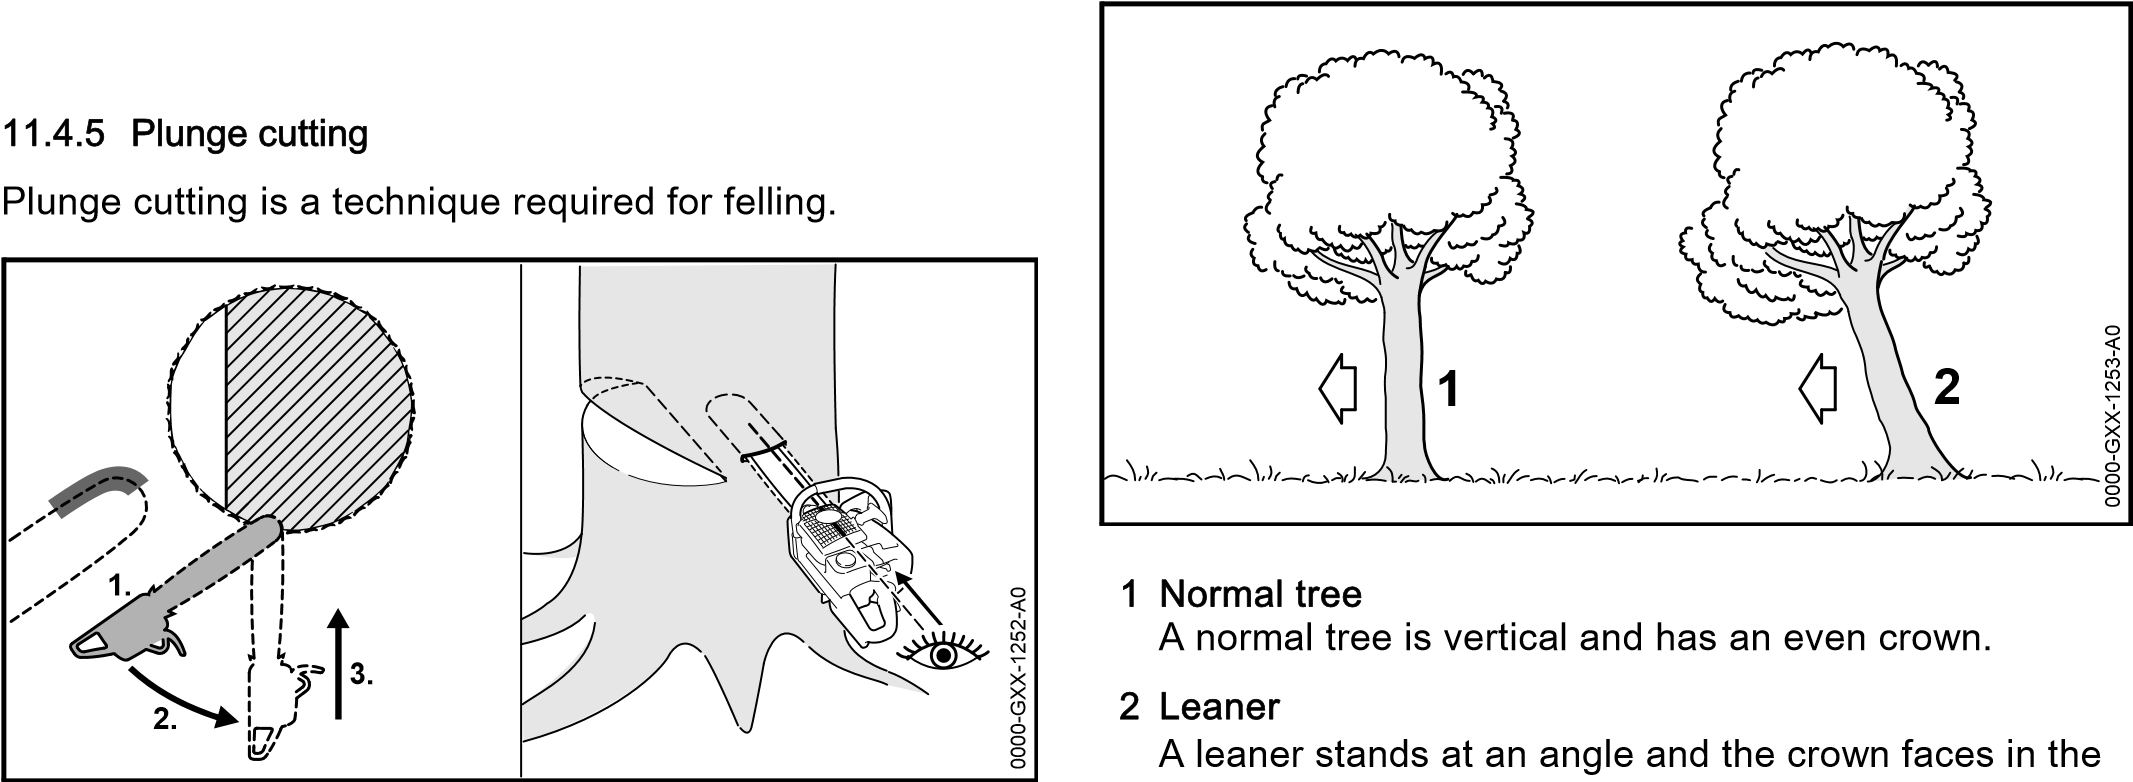 11.4.5 Plunge cutting
Plunge cutting is a technique required for felling.
1.
2.
3.
0000-GXX-1252-A0
1
2
0000-GXX-1253-A0
1 Normal tree
A normal tree is vertical and has an even crown.
2 Leaner
A leaner stands at an angle and the crown faces in the